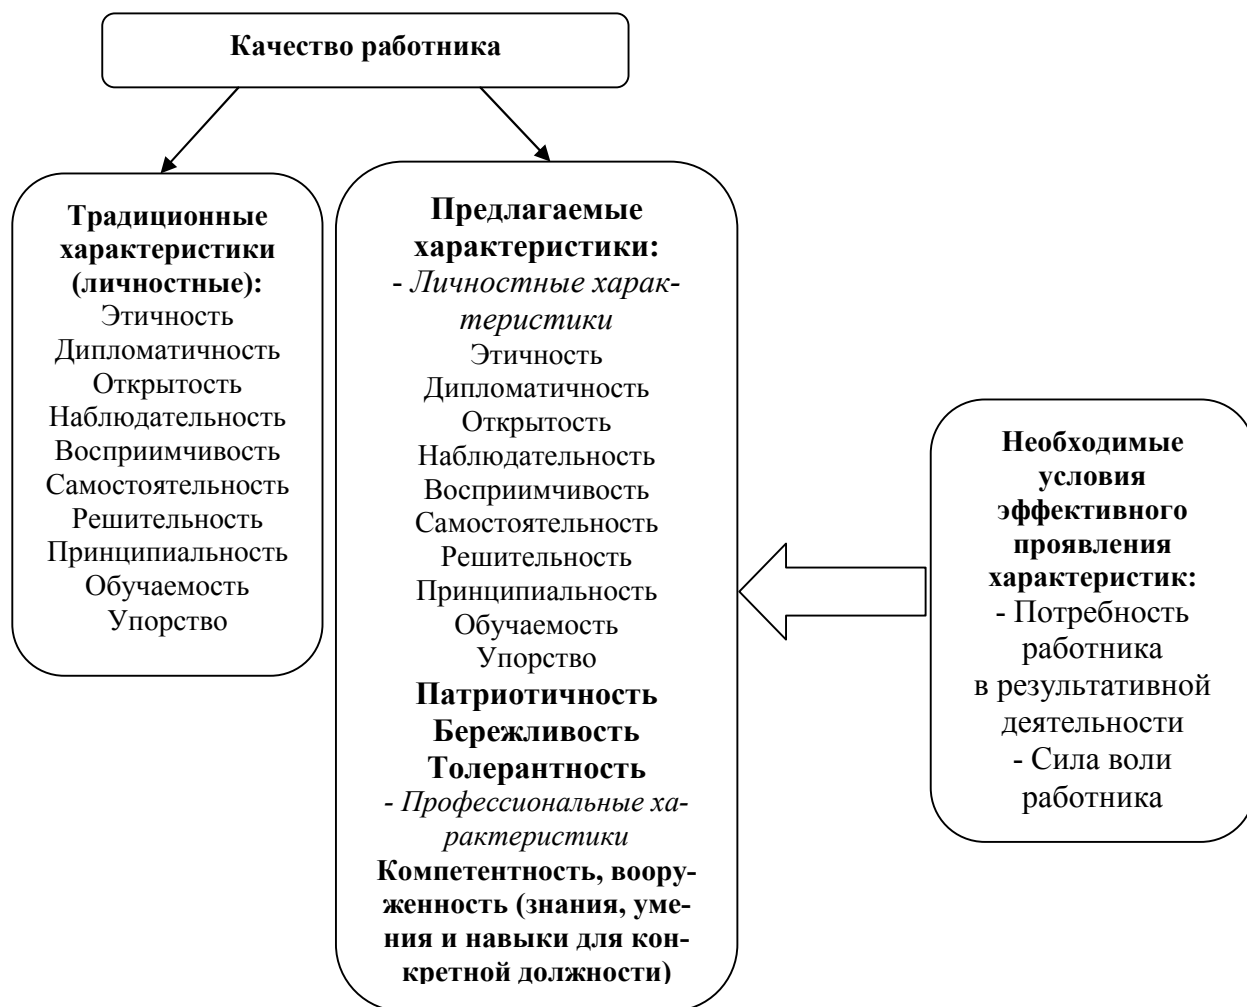 Качество работника
Традиционные
характеристики
(личностные):
Этичность
Дипломатичность
Открытость
Наблюдательность
Восприимчивость
Самостоятельность
Решительность
Принципиальность
Обучаемость
Упорство
Предлагаемые
характеристики:
- Личностные харак-
теристики
Этичность
Дипломатичность
Открытость
Наблюдательность
Восприимчивость
Самостоятельность
Решительность
Принципиальность
Обучаемость
Упорство
Патриотичность
Бережливость
Толерантность
- Профессиональные ха-
рактеристики
Компетентность, воору-
женность (знания, уме-
ния и навыки для кон-
кретной должности)
Необходимые
условия
эффективного
проявления
характеристик:
- Потребность
работника
в результативной
деятельности
- Сила воли
работника